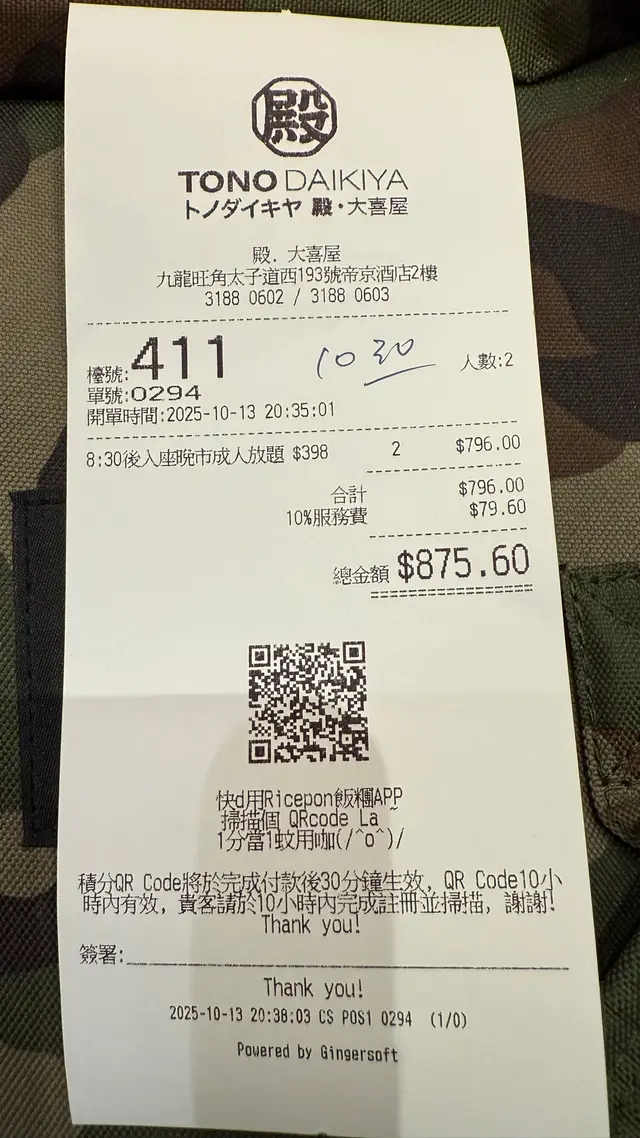 殿
TONO DAIKIYA
トノダイキヤ 殿・大喜屋
殿. 大喜屋
九龍旺角太子道西193號帝京酒店2樓
3188 0602 / 3188 0603
檯號:411 10 30 人數:2
單號:0294
開單時間:2025-10-13 20:35:01
8:30後入座晚市成人放題 $398 2 $796.00
合計 $796.00
10%服務費 $79.60
總金額 $875.60
快d用Ricepon飯糰APP
掃描個 QRcode La ~
1分當1蚊用咖(/^o^)/
積分QR Code將於完成付款後30分鐘生效, QR Code10小
時內有效, 貴客請於10小時內完成註冊並掃描, 謝謝!
Thank you!
簽署:
Thank you!
2025-10-13 20:38:03 CS POS1 0294 (1/0)
Powered by Gingersoft